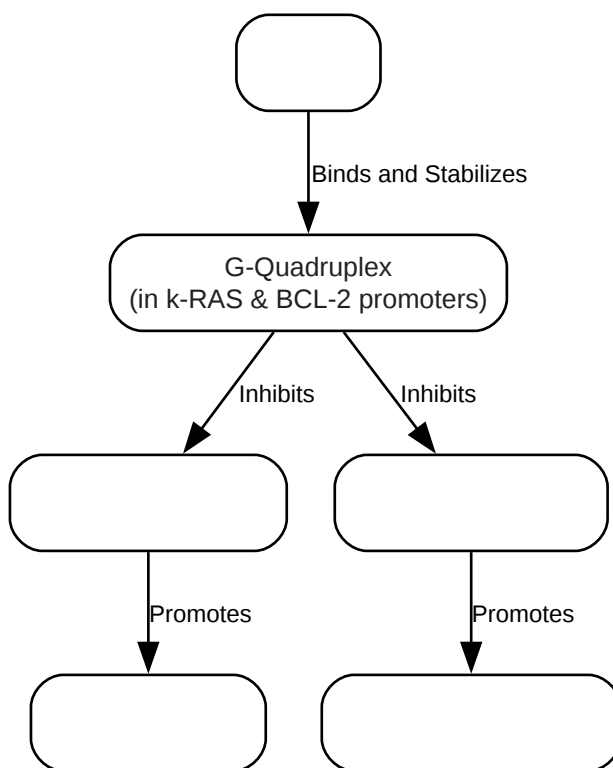 Binds and Stabilizes
G-Quadruplex
(in k-RAS & BCL-2 promoters)
Inhibits
Inhibits
Promotes
Promotes